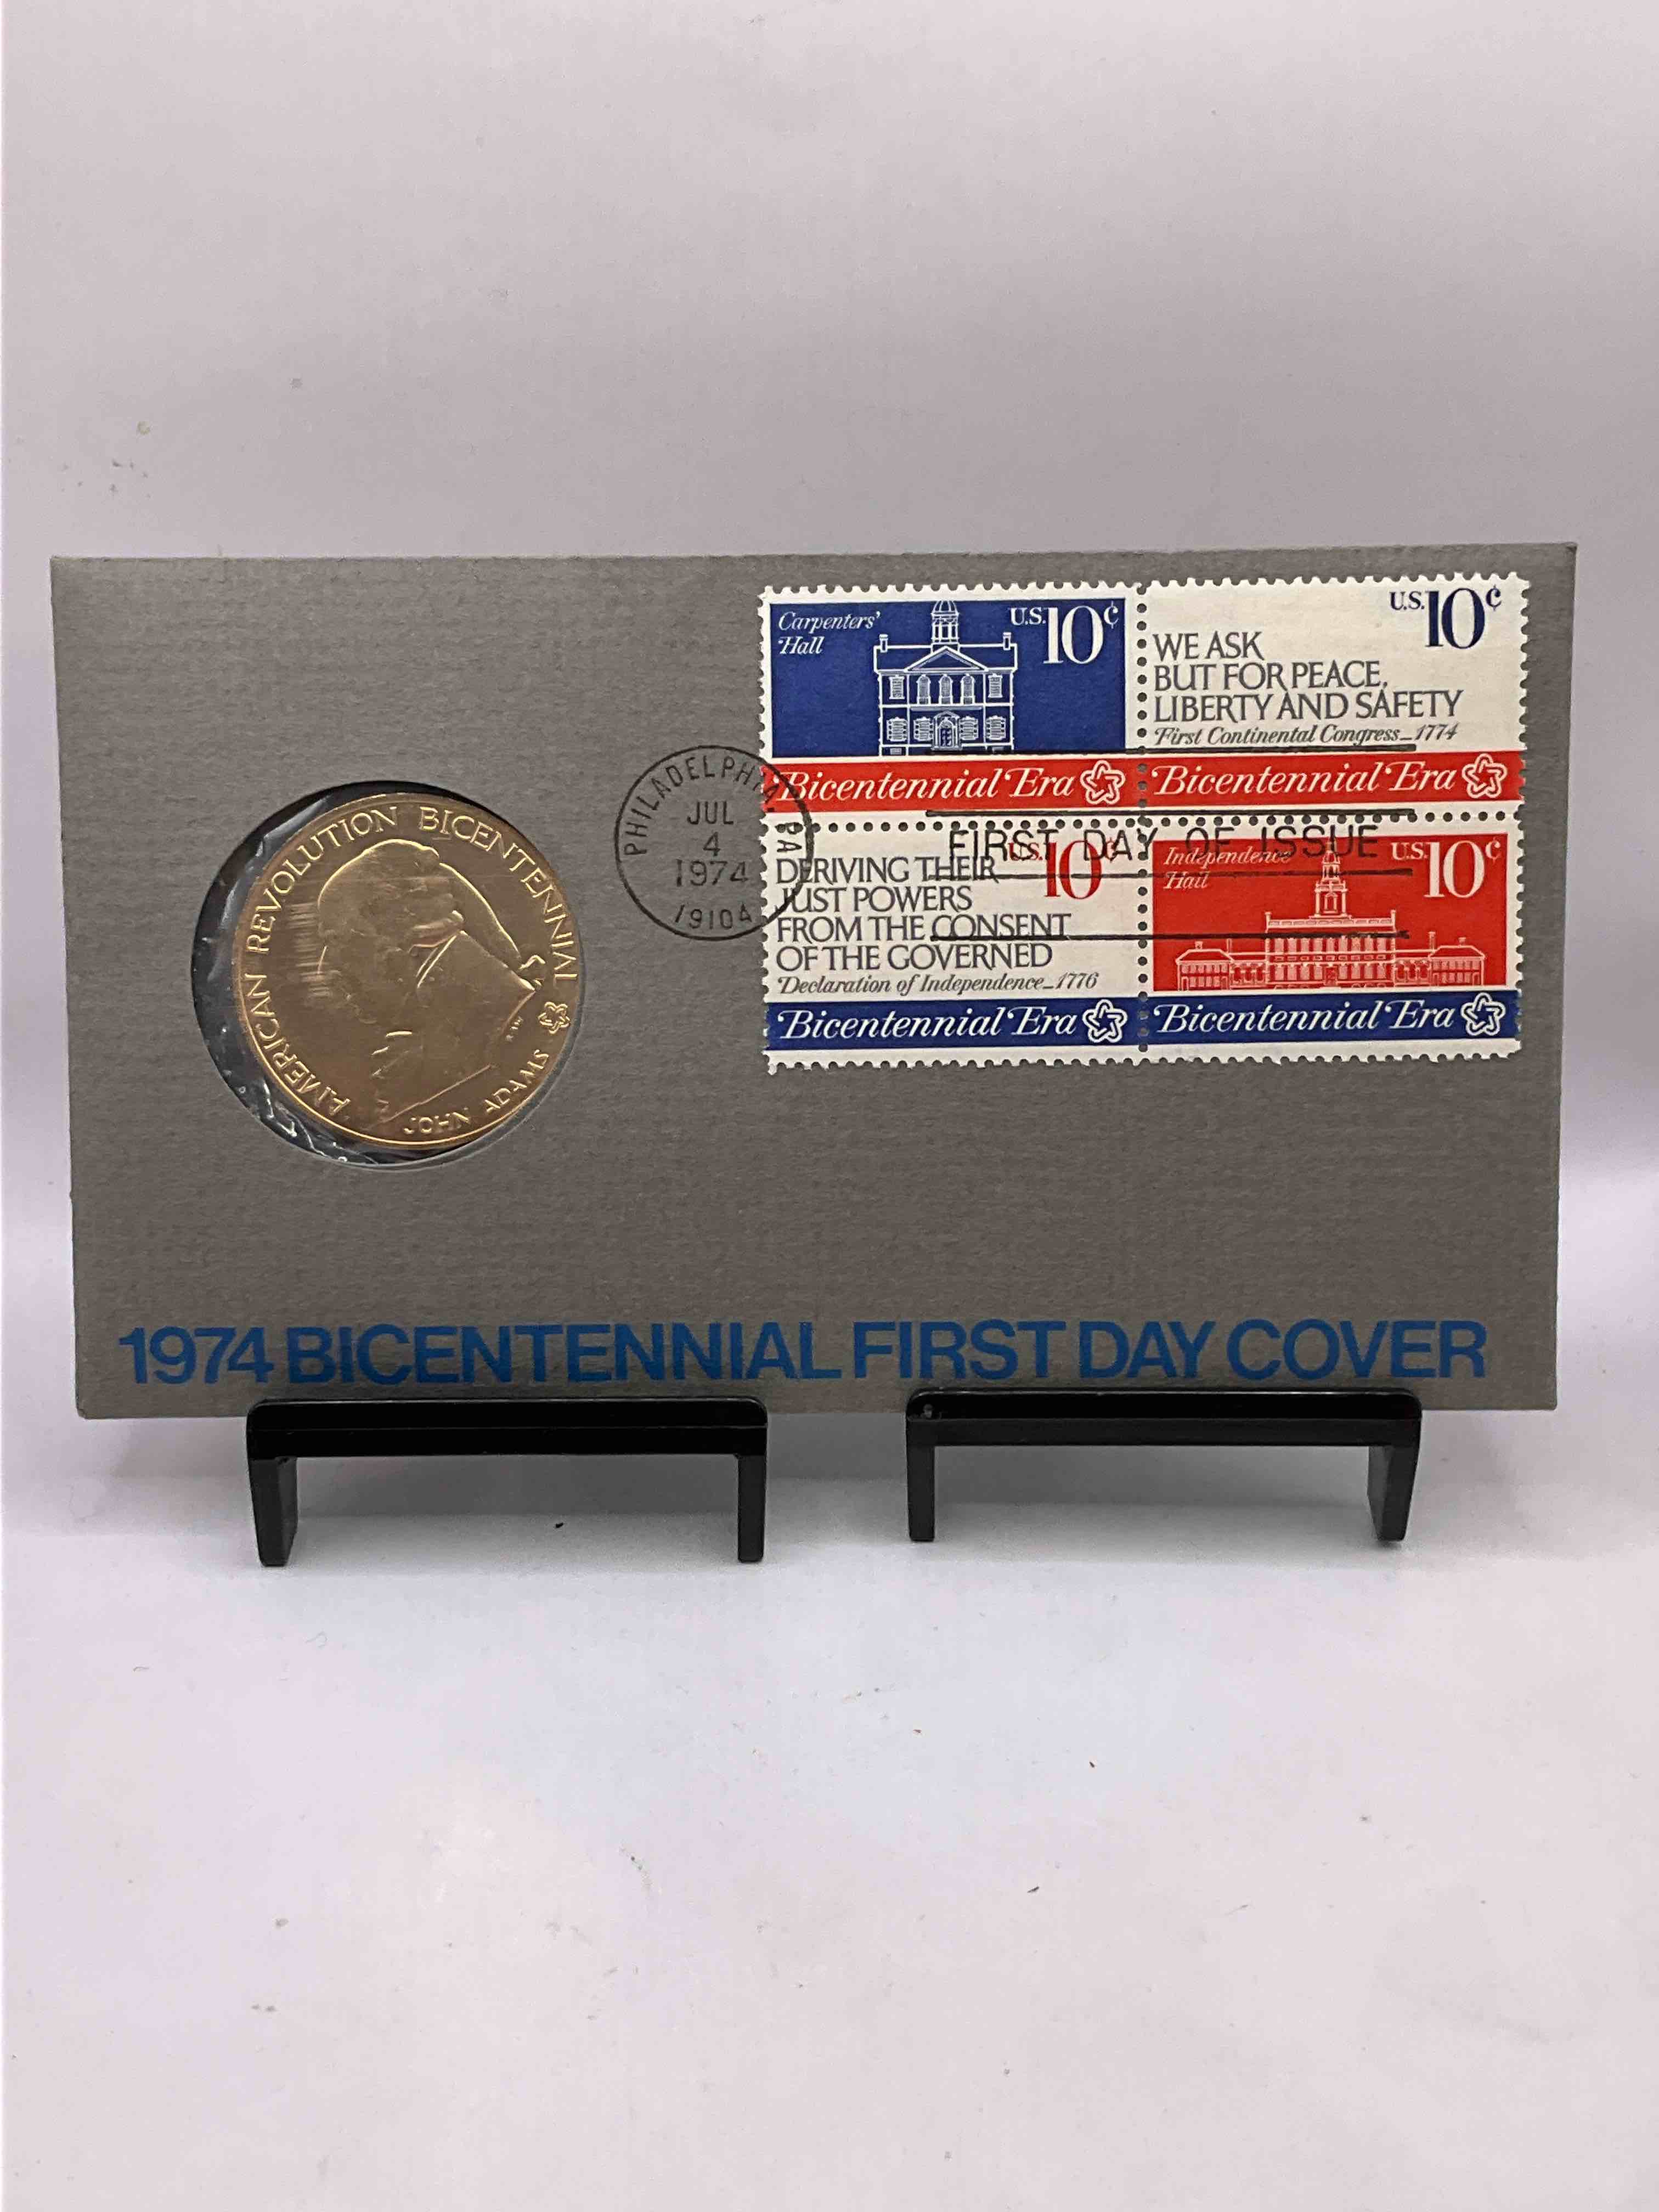 AMERICAN REVOLUTION BICENTENNIAL
JOHN ADAMS
PHILADELPHIA, PA
JUL
4
1974
19104
Carpenters'
Hall
U.S. 10¢
Bicentennial Era
U.S. 10¢
WE ASK
BUT FOR PEACE,
LIBERTY AND SAFETY
First Continental Congress_1774
Bicentennial Era
FIRST DAY OF ISSUE
U.S. 10¢
DERIVING THEIR
JUST POWERS
FROM THE CONSENT
OF THE GOVERNED
Declaration of Independence_1776
Bicentennial Era
Independence
Hall
U.S. 10¢
Bicentennial Era
1974 BICENTENNIAL FIRST DAY COVER